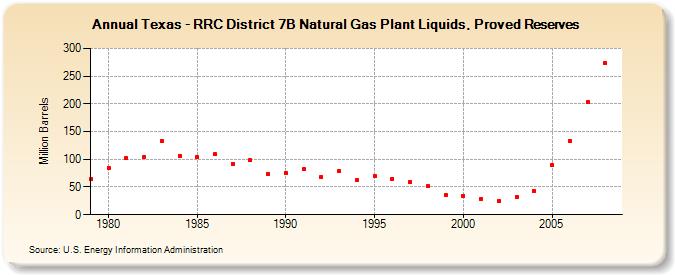 Annual Texas - RRC District 7B Natural Gas Plant Liquids, Proved Reserves
Million Barrels
300
250
200
150
100
50
0
1980 1985 1990 1995 2000 2005
Source: U.S. Energy Information Administration